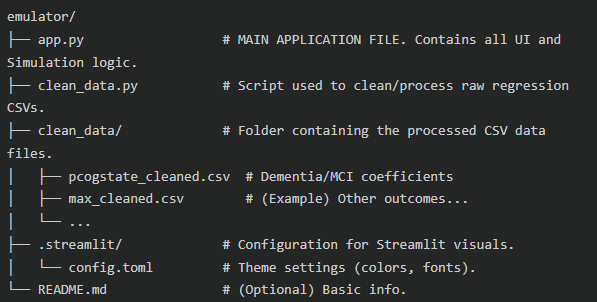 emulator/
├── app.py                  # MAIN APPLICATION FILE. Contains all UI and
Simulation logic.
├── clean_data.py           # Script used to clean/process raw regression
CSVs.
├── clean_data/             # Folder containing the processed CSV data
files.
│   ├── pcogstate_cleaned.csv  # Dementia/MCI coefficients
│   ├── max_cleaned.csv        # (Example) Other outcomes...
│   └── ...
├── .streamlit/             # Configuration for Streamlit visuals.
│   └── config.toml         # Theme settings (colors, fonts).
└── README.md               # (Optional) Basic info.